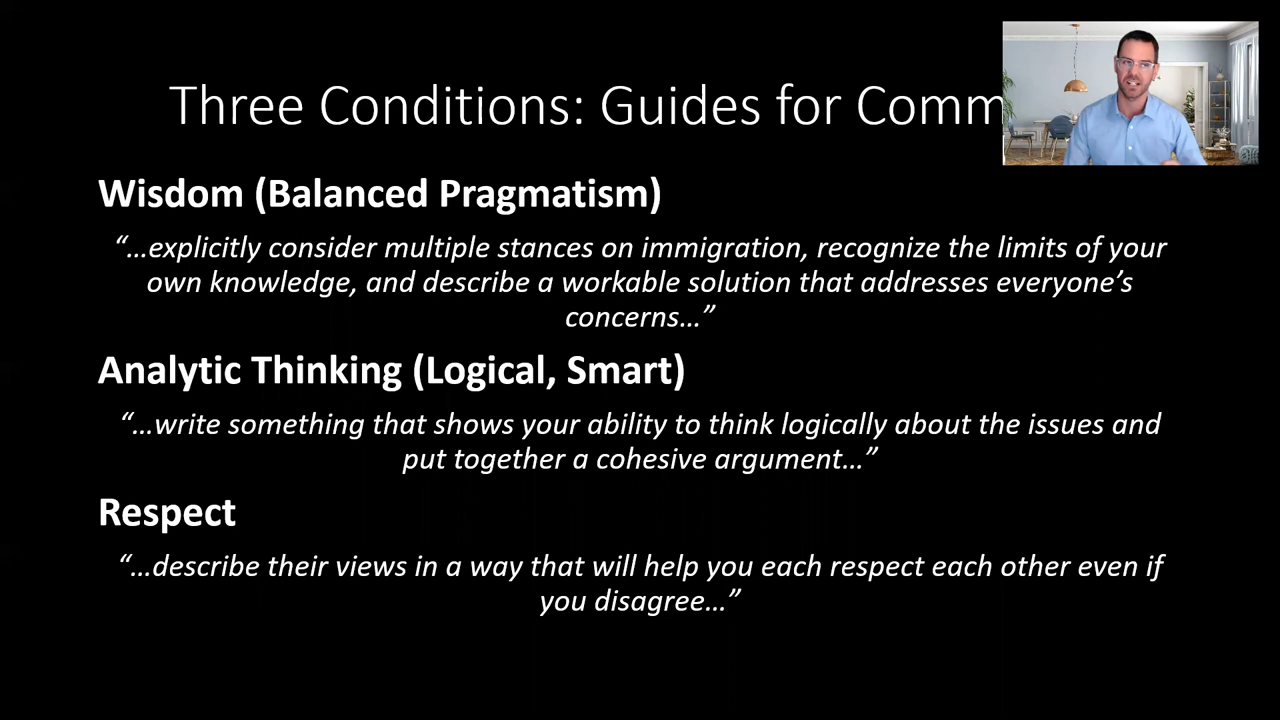 Three Conditions: Guides for Comm
Wisdom (Balanced Pragmatism)
“…explicitly consider multiple stances on immigration, recognize the limits of your
own knowledge, and describe a workable solution that addresses everyone’s
concerns…”
Analytic Thinking (Logical, Smart)
“…write something that shows your ability to think logically about the issues and
put together a cohesive argument…”
Respect
“…describe their views in a way that will help you each respect each other even if
you disagree…”